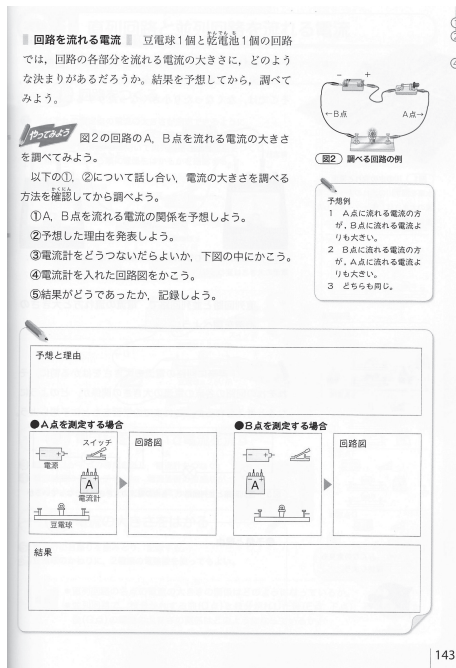 回路を流れる電流 豆電球1個と乾電池1個の回路
では，回路の各部分を流れる電流の大きさに，どのよう
な決まりがあるだろうか。結果を予想してから，調べて
みよう。
やってみよう 図2の回路のA，B点を流れる電流の大きさ
を調べてみよう。
以下の①，②について話し合い，電流の大きさを調べる
方法を確認してから調べよう。
①A，B点を流れる電流の関係を予想しよう。
②予想した理由を発表しよう。
③電流計をどうつないだらよいか，下図の中にかこう。
④電流計を入れた回路図をかこう。
⑤結果がどうであったか，記録しよう。
− +
←B点 A点→
図2 調べる回路の例
予想例
1 A点に流れる電流の方
が，B点に流れる電流よ
りも大きい。
2 B点に流れる電流の方
が，A点に流れる電流よ
りも大きい。
3 どちらも同じ。
予想と理由
●A点を測定する場合
スイッチ
− +
電源
A
電流計
豆電球
回路図
●B点を測定する場合
− +
A
回路図
結果
143